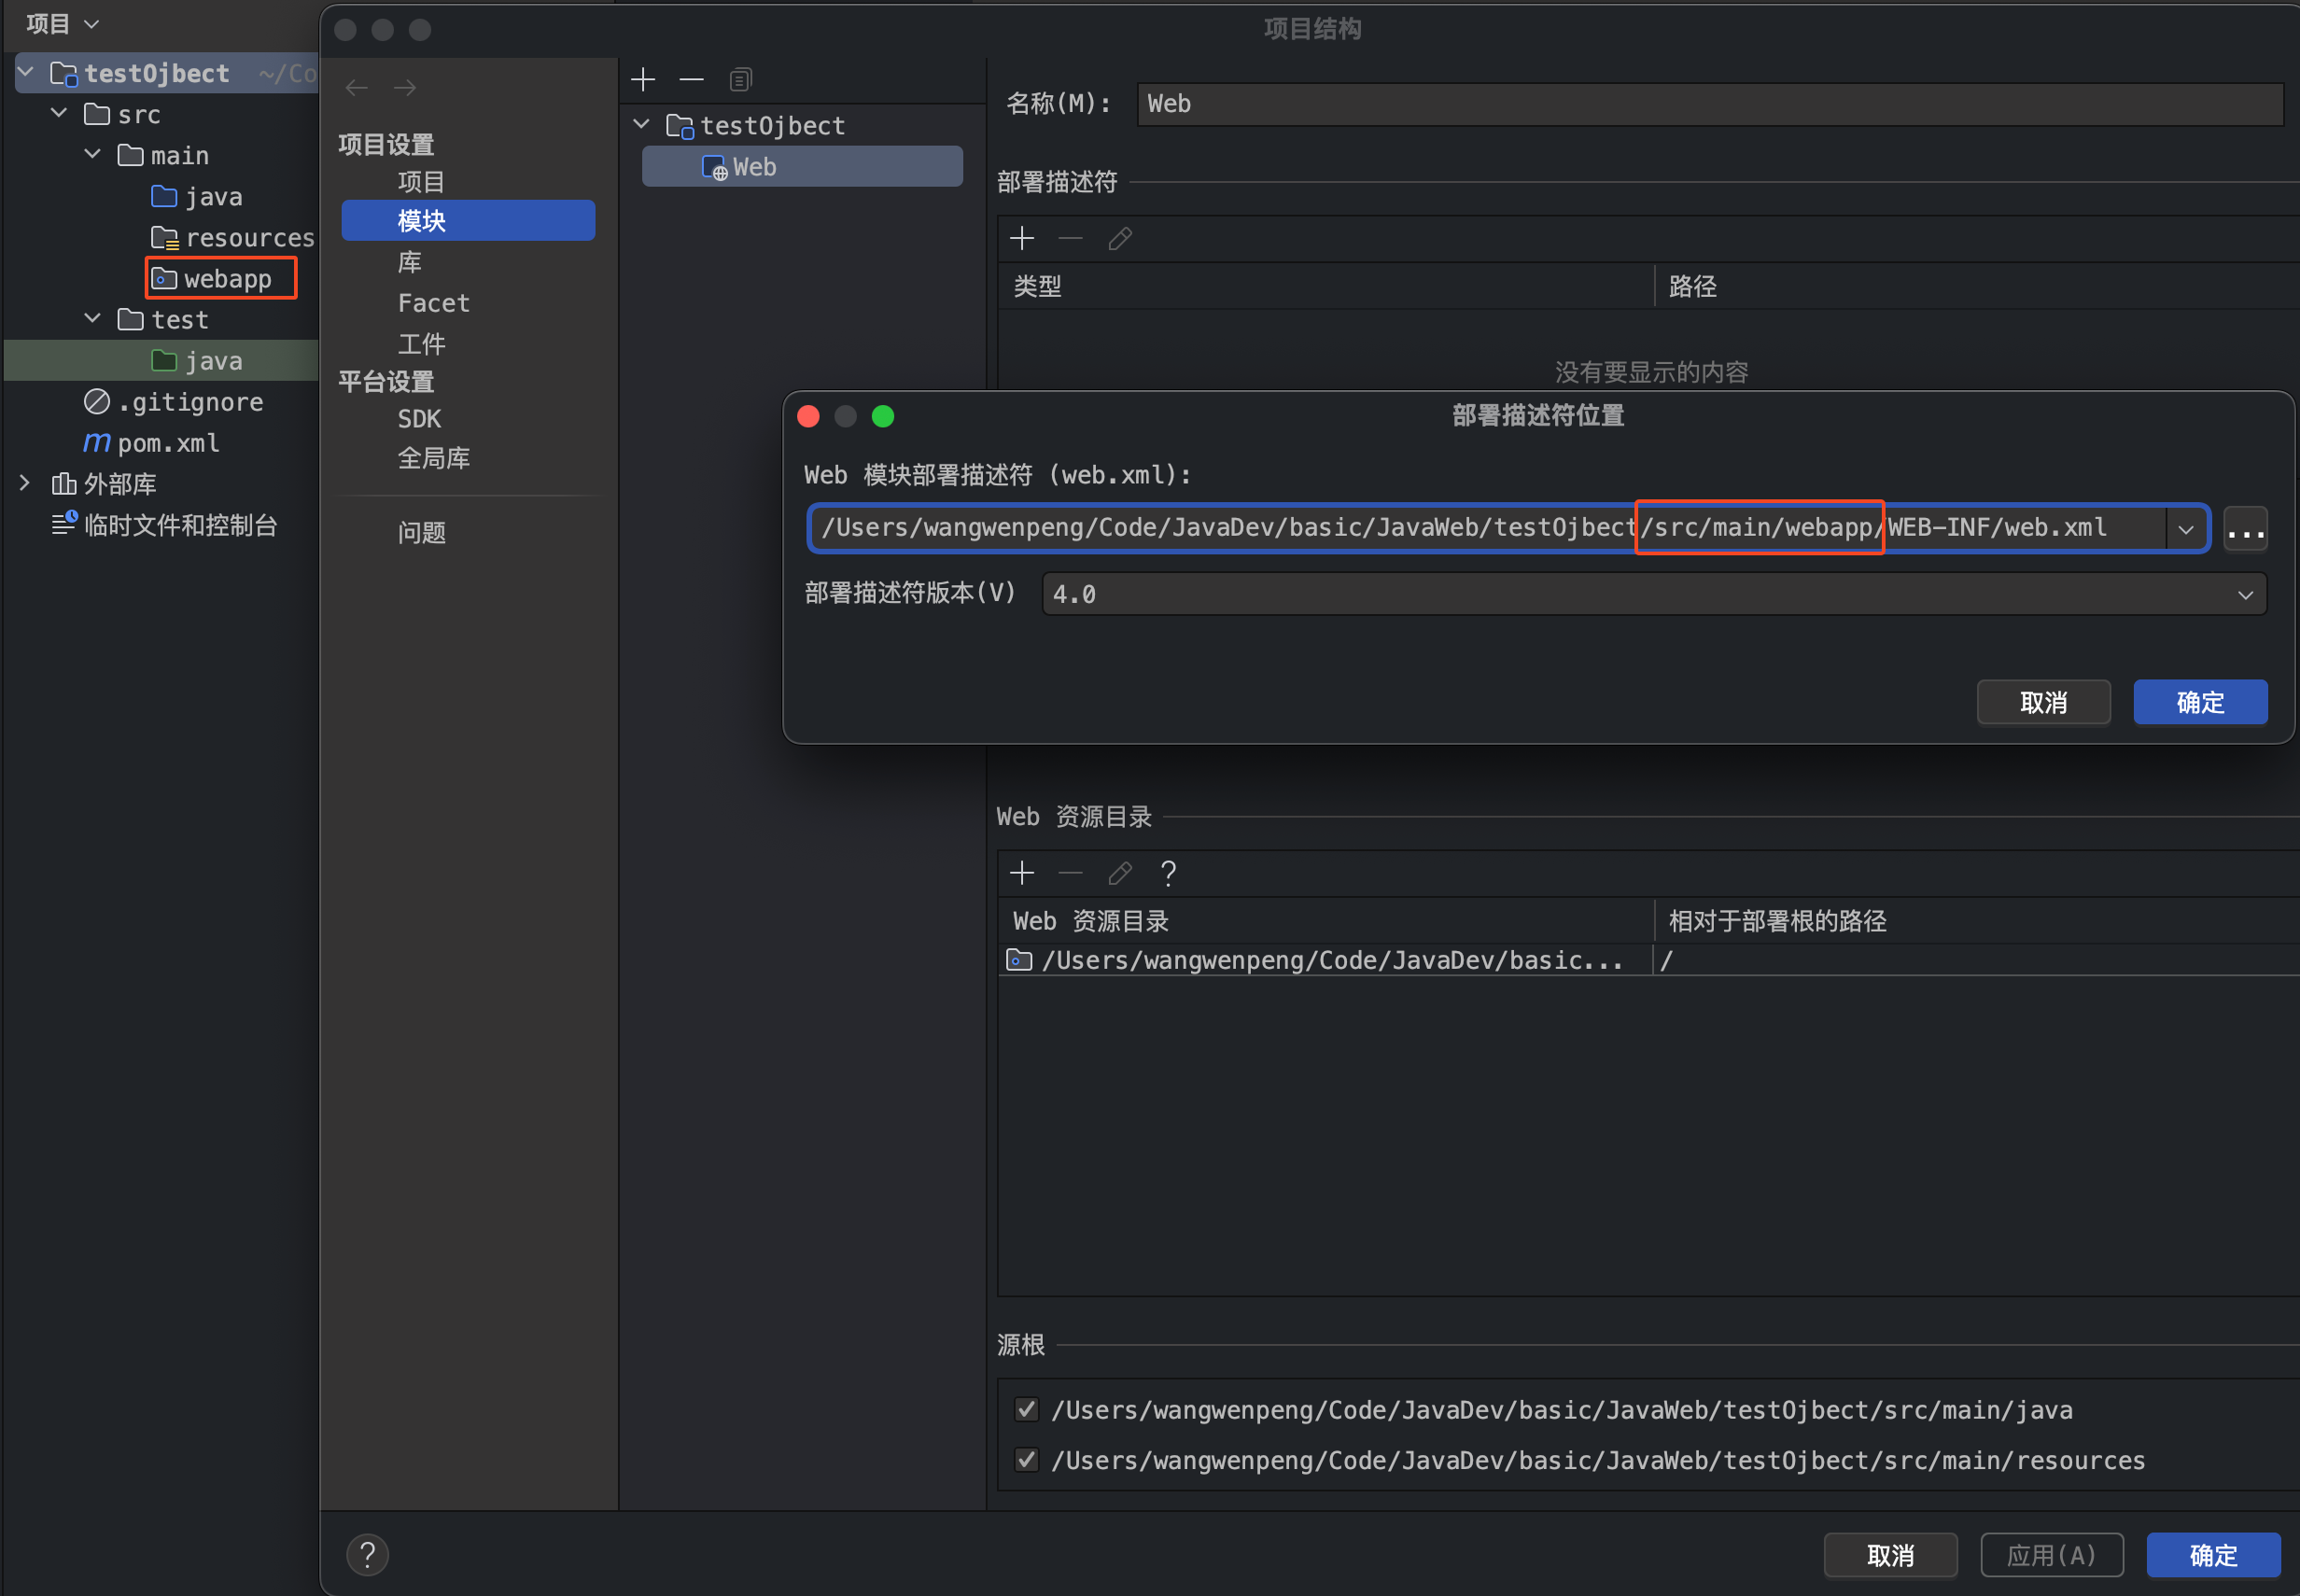 项目
testOjbect ~/Co
src
main
java
resources
webapp
test
java
.gitignore
pom.xml
外部库
临时文件和控制台
项目结构
项目设置
项目
模块
库
Facet
工件
平台设置
SDK
全局库
问题
testOjbect
Web
名称(M): Web
部署描述符
类型 路径
没有要显示的内容
部署描述符位置
Web 模块部署描述符 (web.xml):
/Users/wangwenpeng/Code/JavaDev/basic/JavaWeb/testOjbect/src/main/webapp/WEB-INF/web.xml ...
部署描述符版本(V) 4.0
取消 确定
Web 资源目录
?
Web 资源目录 相对于部署根的路径
/Users/wangwenpeng/Code/JavaDev/basic... /
源根
/Users/wangwenpeng/Code/JavaDev/basic/JavaWeb/testOjbect/src/main/java
/Users/wangwenpeng/Code/JavaDev/basic/JavaWeb/testOjbect/src/main/resources
? 取消 应用(A) 确定